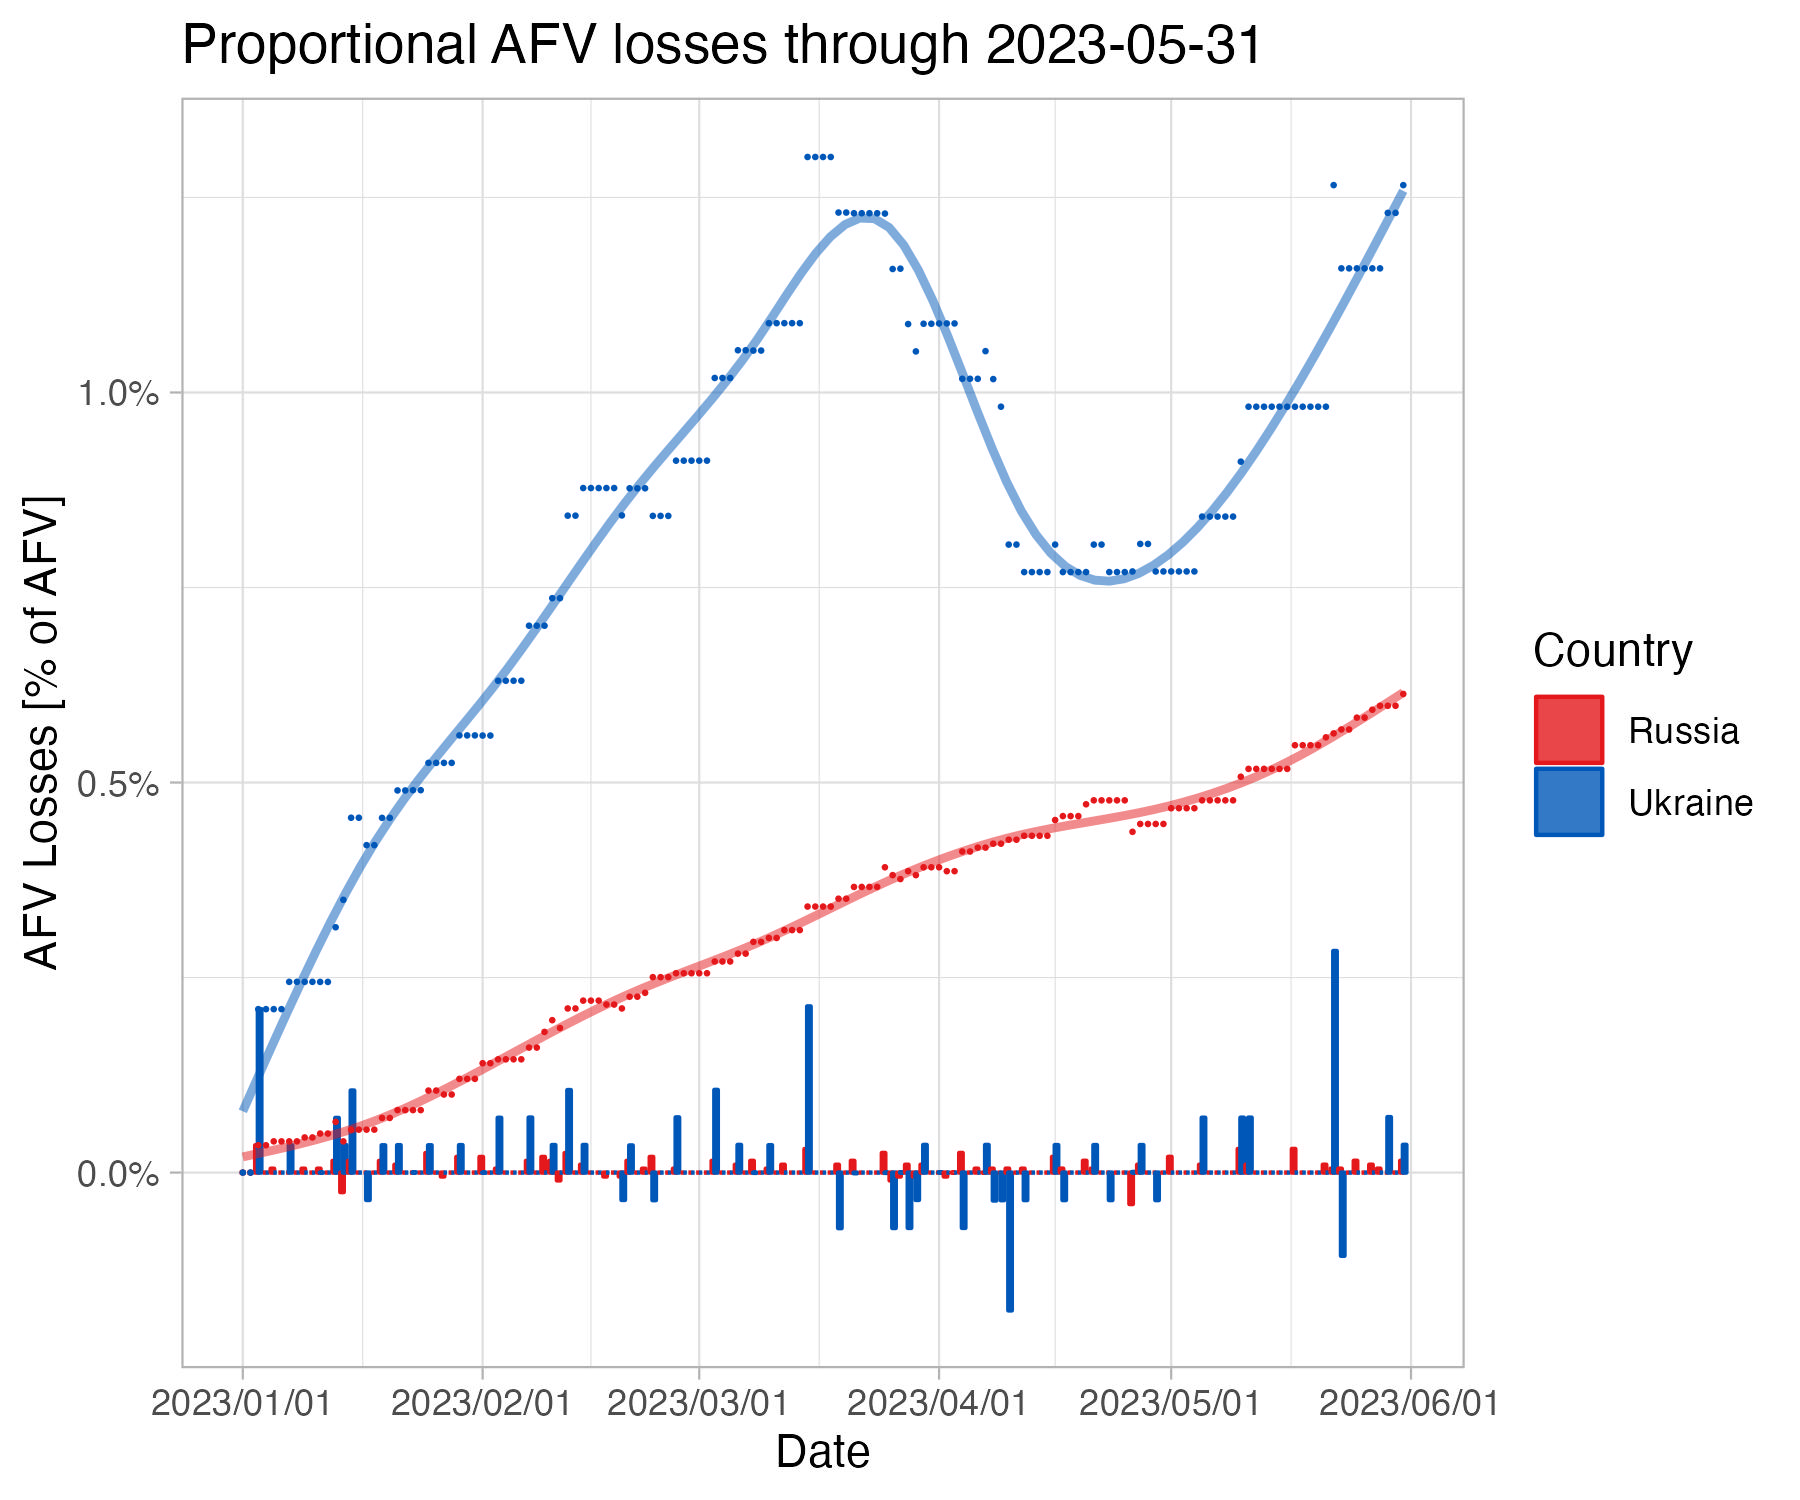 Proportional AFV losses through 2023-05-31
AFV Losses [% of AFV]
1.0%
0.5%
0.0%
2023/01/01 2023/02/01 2023/03/01 2023/04/01 2023/05/01 2023/06/01
Date
Country
Russia
Ukraine